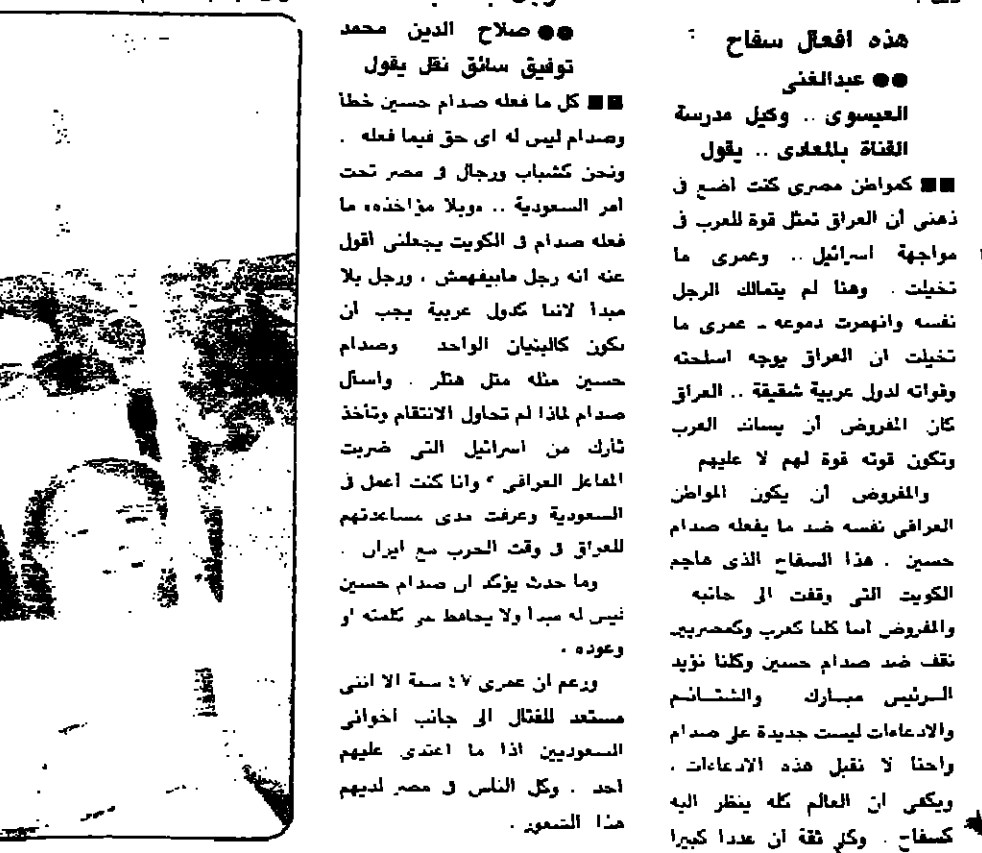 هذه افعال سفاح
●● عبدالغنى
العيسوى .. وكيل مدرسة
القناة بالمعادى .. يقول
■■ كمواطن مصرى كنت اضع فى
ذهنى أن العراق تمثل قوة للعرب فى
مواجهة اسرائيل .. وعمرى ما
تخيلت . وهنا لم يتمالك الرجل
نفسه وانهمرت دموعه ـ عمرى ما
تخيلت ان العراق يوجه اسلحته
وقواته لدول عربية شقيقة .. العراق
كان المفروض أن يساند العرب
وتكون قوته قوة لهم لا عليهم
والمفروض ان يكون المواطن
العراقى نفسه ضد ما يفعله صدام
حسين . هذا السفاح الذى هاجم
الكويت التى وقفت الى جانبه
والمفروض أننا كلنا كعرب وكمصريين
نقف ضد صدام حسين وكلنا نؤيد
الرئيس مبارك والشتائم
والادعاءات ليست جديدة على صدام
واحنا لا نقبل هذه الادعاءات .
ويكفى ان العالم كله ينظر اليه
كسفاح . وكلى ثقة ان عددا كبيرا
●● صلاح الدين محمد
توفيق سائق نقل يقول
■■ كل ما فعله صدام حسين خطأ
وصدام ليس له اى حق فيما فعله .
ونحن كشباب ورجال فى مصر تحت
أمر السعودية .. «وبلا مؤاخذه» ما
فعله صدام فى الكويت يجعلنى أقول
عنه انه رجل مابيفهمش ، ورجل بلا
مبدأ لاننا كدول عربية يجب أن
نكون كالبنيان الواحد وصدام
حسين مثله مثل هتلر . واسأل
صدام لماذا لم تحاول الانتقام وتأخذ
ثأرك من اسرائيل التى ضربت
المفاعل العراقى ؟ وانا كنت أعمل فى
السعودية وعرفت مدى مساعدتهم
للعراق فى وقت الحرب مع ايران .
وما حدث يؤكد ان صدام حسين
ليس له مبدأ ولا يحافظ على كلمته او
وعوده .
ورغم ان عمرى ٤٧ سنة الا اننى
مستعد للقتال الى جانب اخوانى
السعوديين اذا ما اعتدى عليهم
احد . وكل الناس فى مصر لديهم
هذا الشعور .